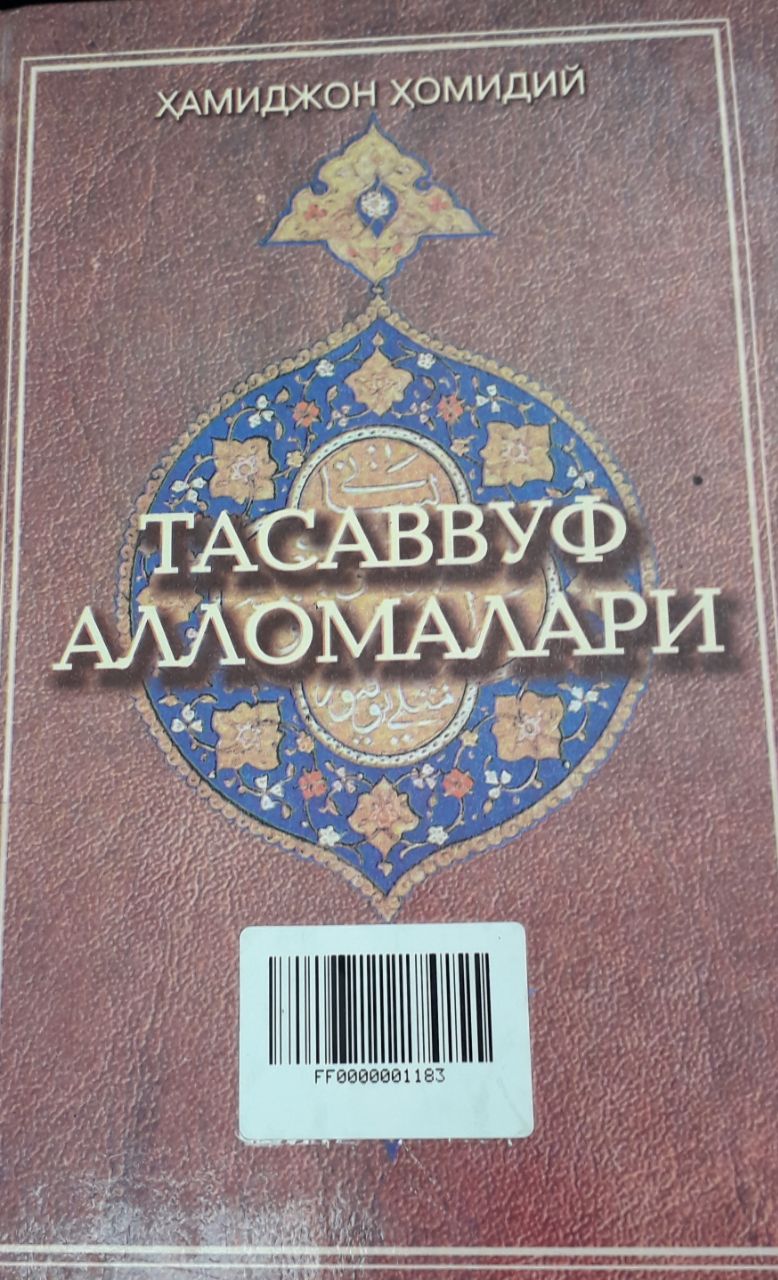 ҲАМИДЖОН ҲОМИДИЙ
ТАСАВВУФ
АЛЛОМАЛАРИ
FF0000001183